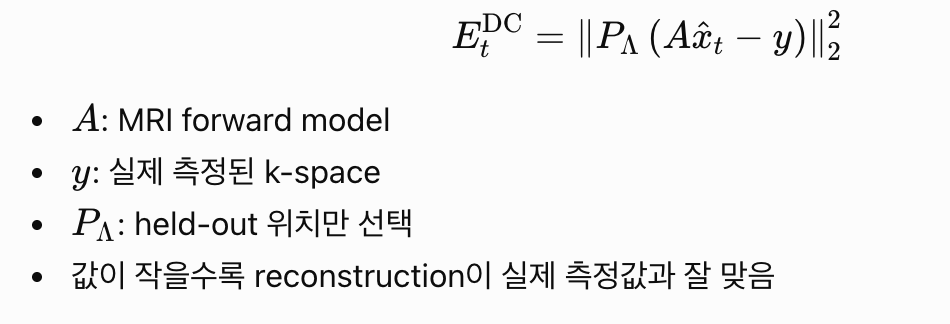 E_t^{DC} = ‖P_Λ (Ax̂_t − y)‖_2^2
• A: MRI forward model
• y: 실제 측정된 k-space
• P_Λ: held-out 위치만 선택
• 값이 작을수록 reconstruction이 실제 측정값과 잘 맞음